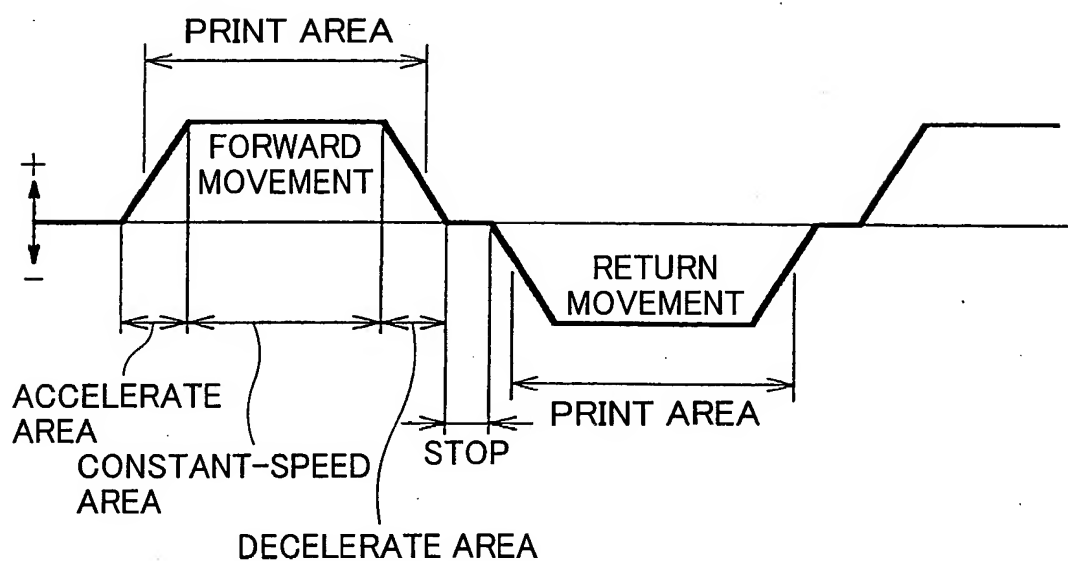 PRINT AREA
FORWARD
MOVEMENT
+
−
RETURN
MOVEMENT
ACCELERATE
AREA
PRINT AREA
STOP
CONSTANT-SPEED
AREA
DECELERATE AREA